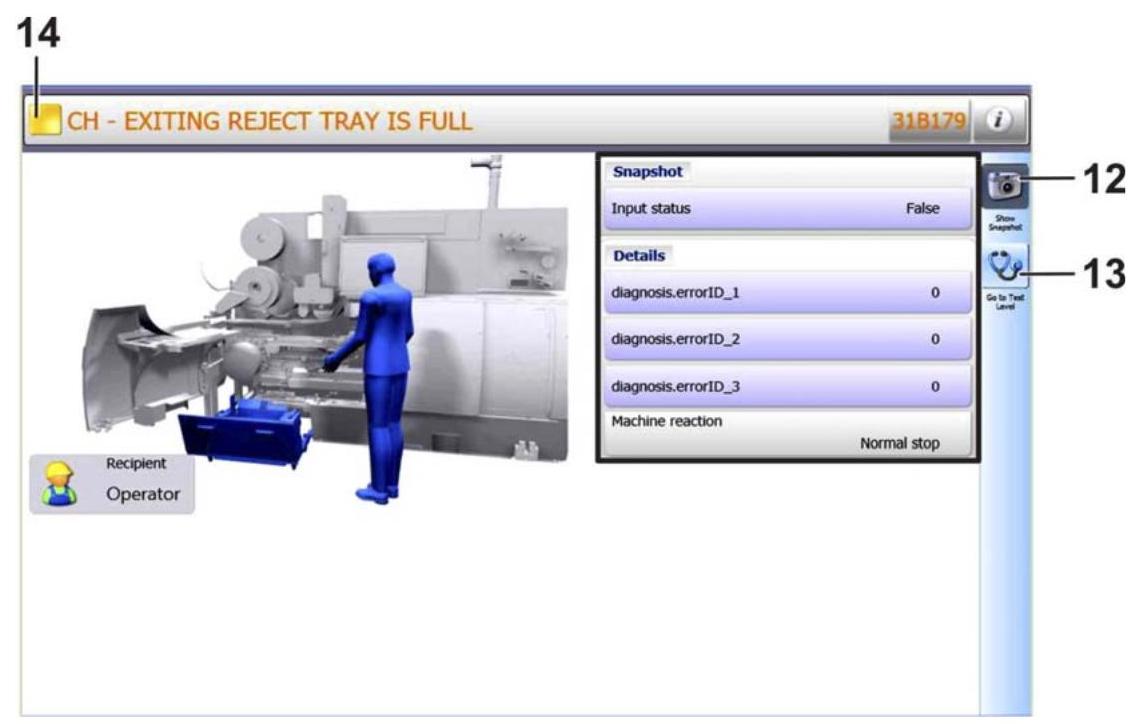 14
CH - EXITING REJECT TRAY IS FULL
31B179
i
Snapshot
Input status False
Details
diagnosis.errorID_1 0
diagnosis.errorID_2 0
diagnosis.errorID_3 0
Machine reaction
Normal stop
12
Show
Snapshot
13
Go to Test
Level
Recipient
Operator